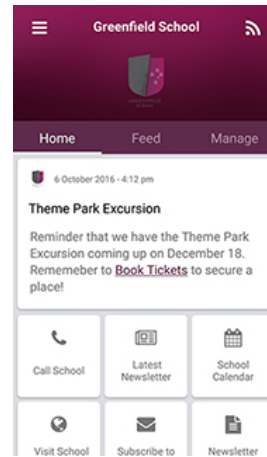 Greenfield School
GREENFIELD
SCHOOL
Home Feed Manage
6 October 2016 - 4:12 pm
Theme Park Excursion
Reminder that we have the Theme Park
Excursion coming up on December 18.
Rememeber to Book Tickets to secure a
place!
Call School
Latest
Newsletter
School
Calendar
Visit School
Subscribe to
Newsletter